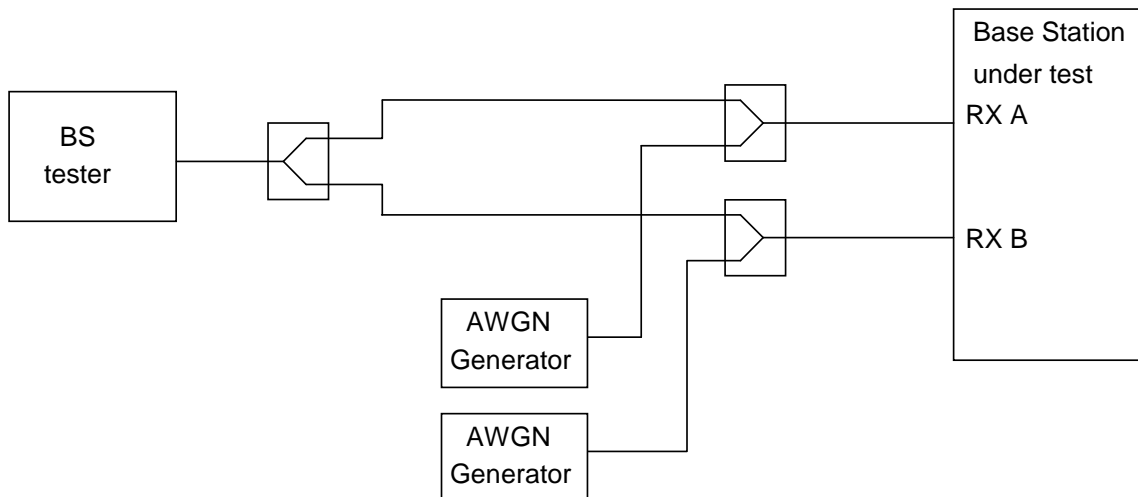 Base Station
under test
BS
tester
RX A
RX B
AWGN
Generator
AWGN
Generator